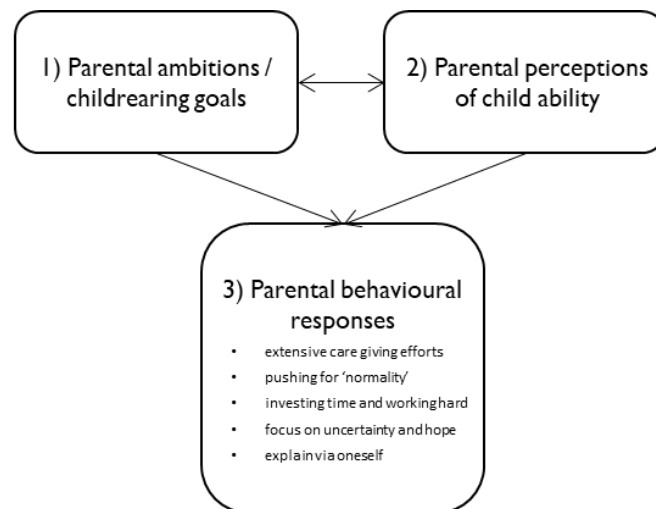 1) Parental ambitions /
childrearing goals
2) Parental perceptions
of child ability
3) Parental behavioural
responses
• extensive care giving efforts
• pushing for ‘normality’
• investing time and working hard
• focus on uncertainty and hope
• explain via oneself